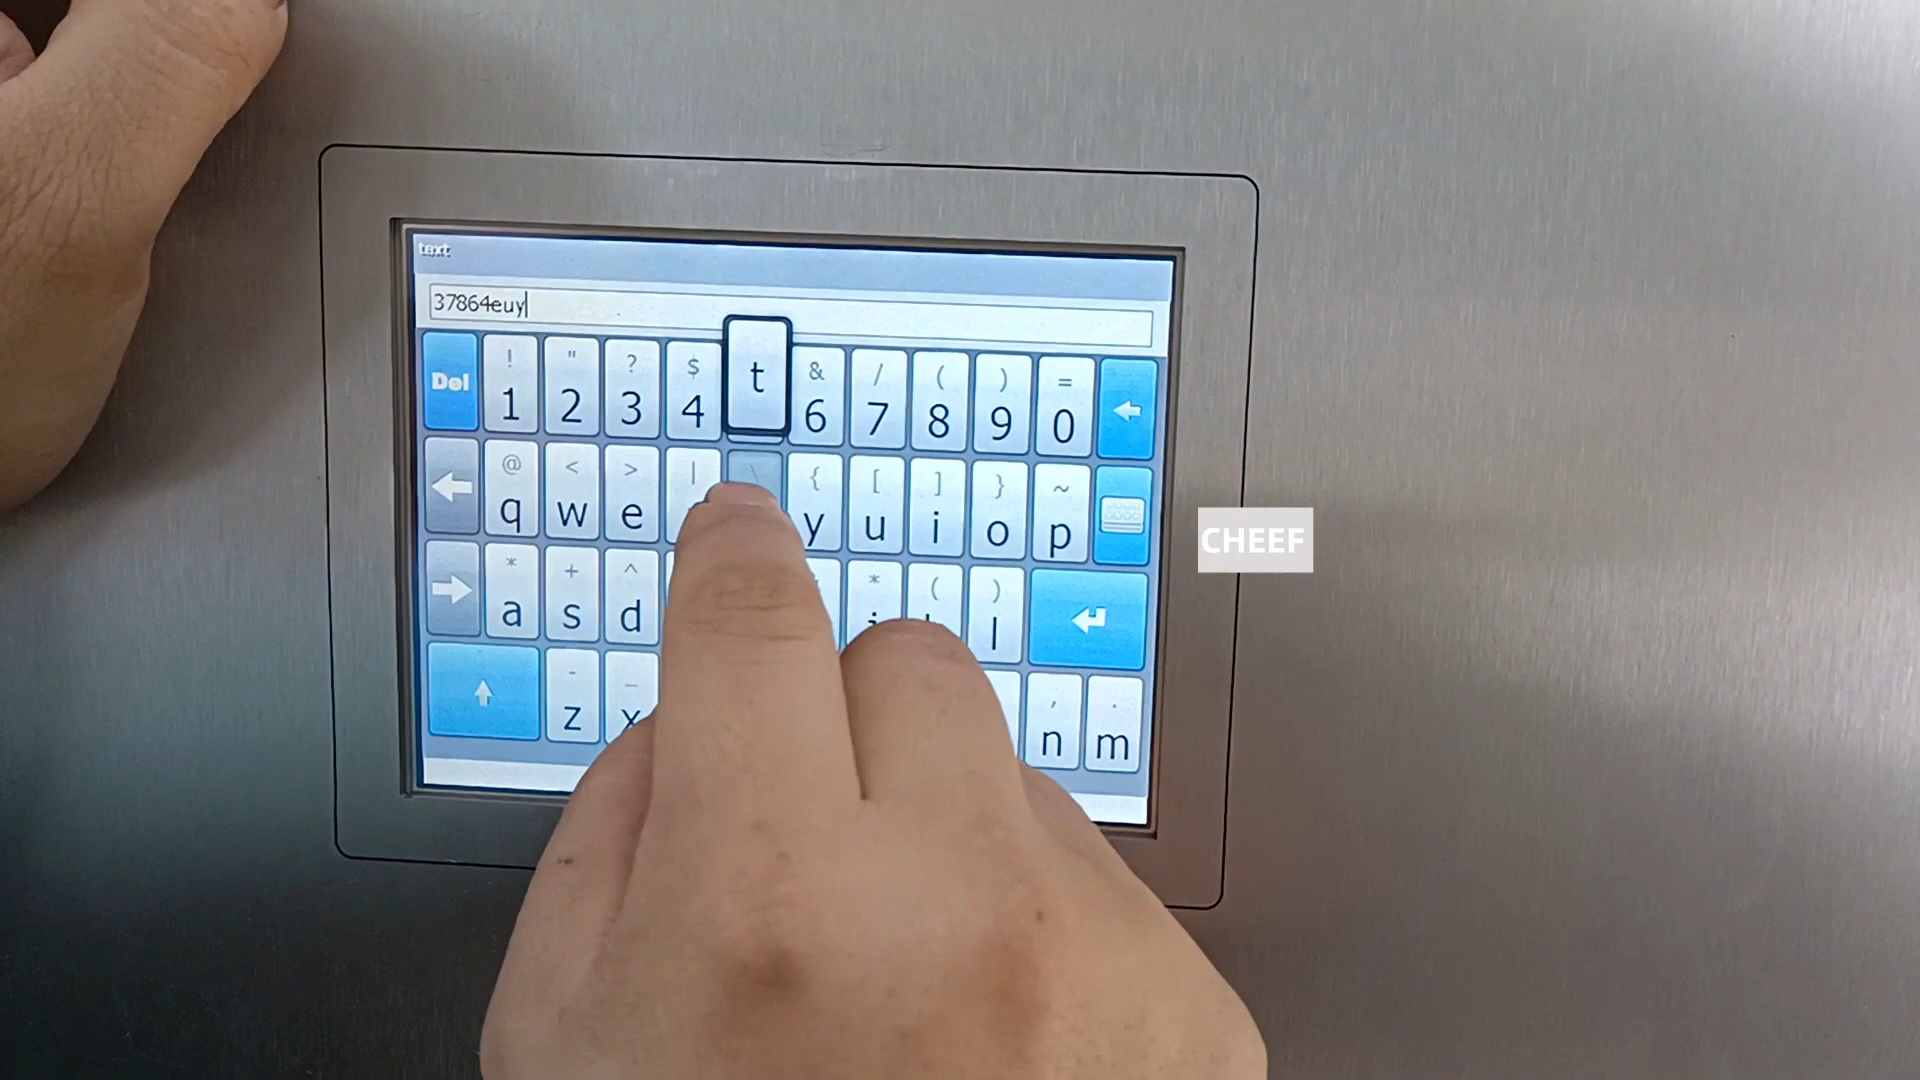 text
37864euy
t
! " ? $ & / ( ) =
Del 1 2 3 4 6 7 8 9 0
@ < > | \ { [ ] } ~
q w e y u i o p
* + ^ * ( )
a s d j l
- _ , .
z x n m
CHEEF